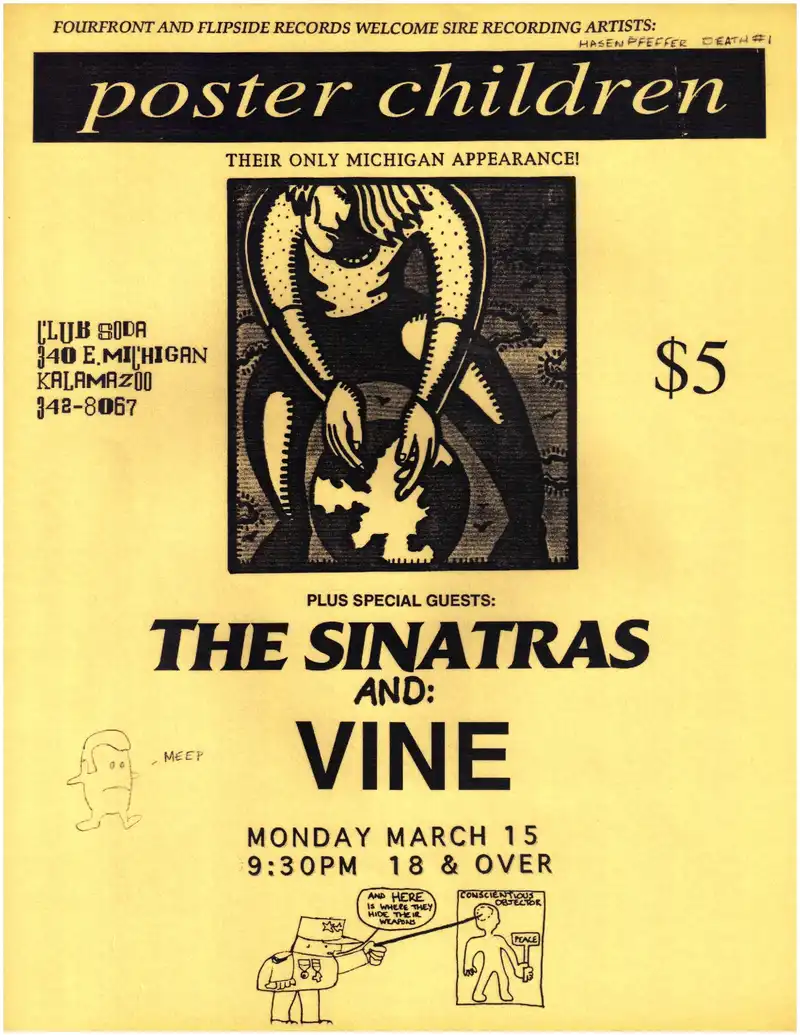 FOURFRONT AND FLIPSIDE RECORDS WELCOME SIRE RECORDING ARTISTS:
HASENPFEFFER DEATH #1
poster children
THEIR ONLY MICHIGAN APPEARANCE!
CLUB SODA
340 E. MICHIGAN
KALAMAZOO
342-8067
$5
PLUS SPECIAL GUESTS:
THE SINATRAS
AND:
VINE
MEEP
MONDAY MARCH 15
9:30PM 18 & OVER
AND HERE
IS WHERE THEY
HIDE THEIR
WEAPONS
CONSCIENTIOUS
OBJECTOR
PEACE